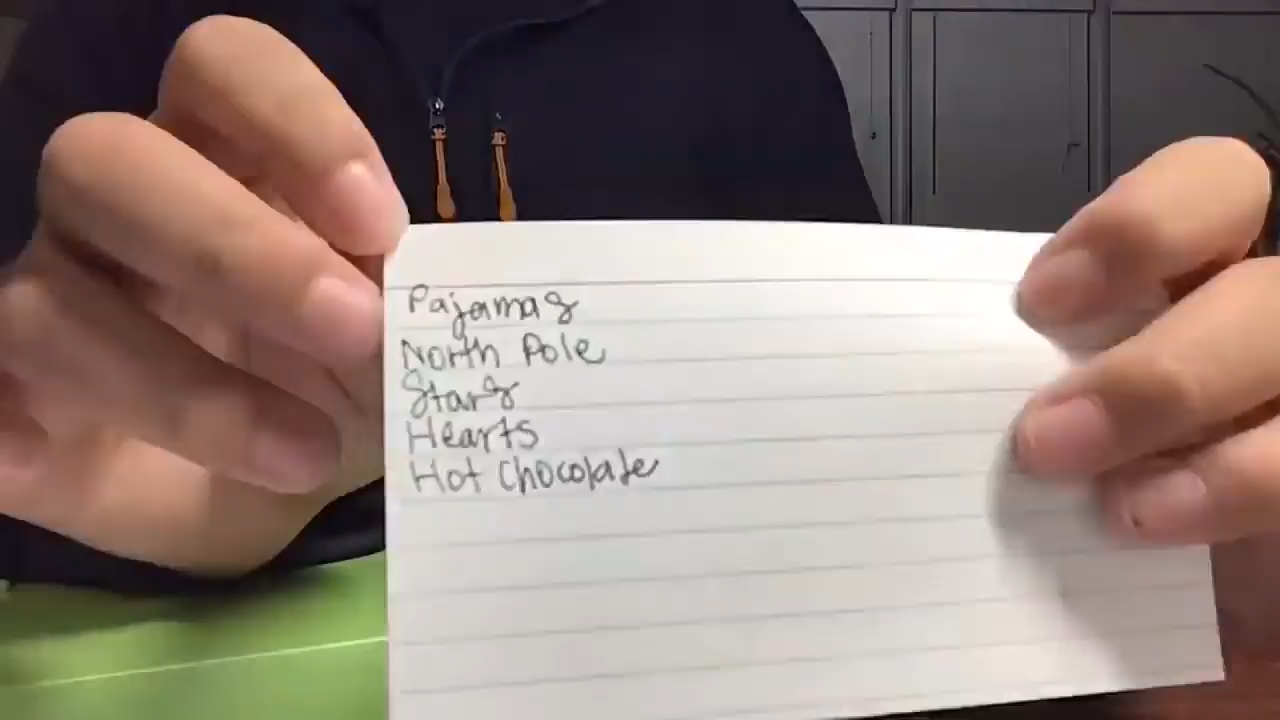 Pajamas
North Pole
Stars
Hearts
Hot Chocolate